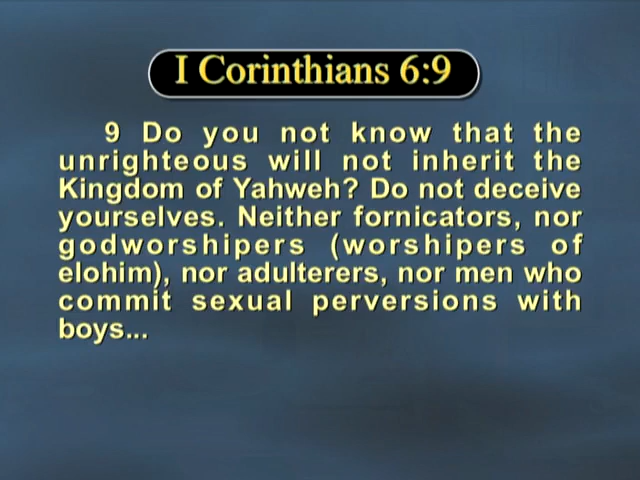 I Corinthians 6:9
9 Do you not know that the
unrighteous will not inherit the
Kingdom of Yahweh? Do not deceive
yourselves. Neither fornicators, nor
godworshipers (worshipers of
elohim), nor adulterers, nor men who
commit sexual perversions with
boys...